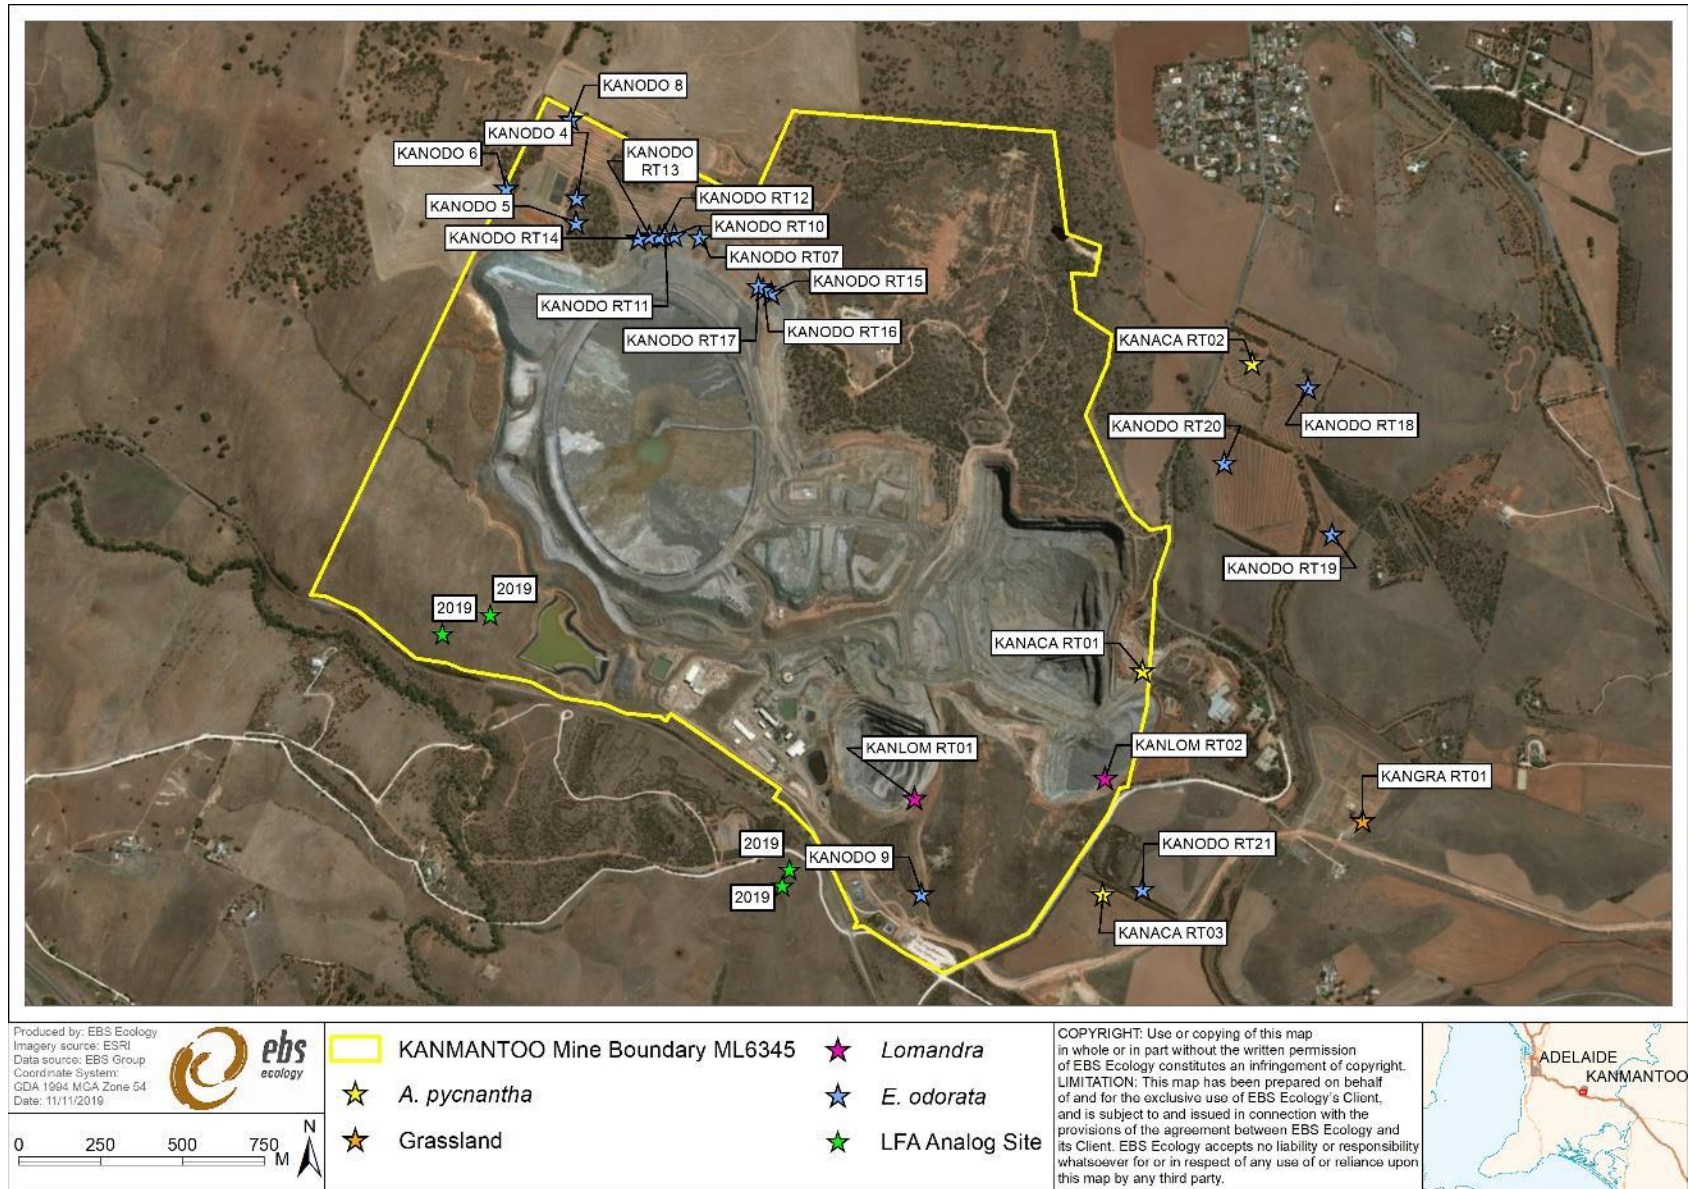 KANODO 8
KANODO 4
KANODO 6
KANODO
RT13
KANODO RT12
KANODO 5
KANODO RT14
KANODO RT10
KANODO RT07
KANODO RT15
KANODO RT11
KANODO RT17
KANODO RT16
KANACA RT02
KANODO RT20
KANODO RT18
KANODO RT19
2019
2019
KANACA RT01
KANLOM RT01
KANLOM RT02
KANGRA RT01
2019
KANODO 9
KANODO RT21
2019
KANACA RT03
Produced by: EBS Ecology
Imagery source: ESRI
Data source: EBS Group
Coordinate System:
GDA 1994 MGA Zone 54
Date: 11/11/2019
ebs
ecology
0 250 500 750
M
N
KANMANTOO Mine Boundary ML6345
A. pycnantha
Grassland
Lomandra
E. odorata
LFA Analog Site
COPYRIGHT: Use or copying of this map
in whole or in part without the written permission
of EBS Ecology constitutes an infringement of copyright.
LIMITATION: This map has been prepared on behalf
of and for the exclusive use of EBS Ecology's Client,
and is subject to and issued in connection with the
provisions of the agreement between EBS Ecology and
its Client. EBS Ecology accepts no liability or responsibility
whatsoever for or in respect of any use of or reliance upon
this map by any third party.
ADELAIDE
KANMANTOO